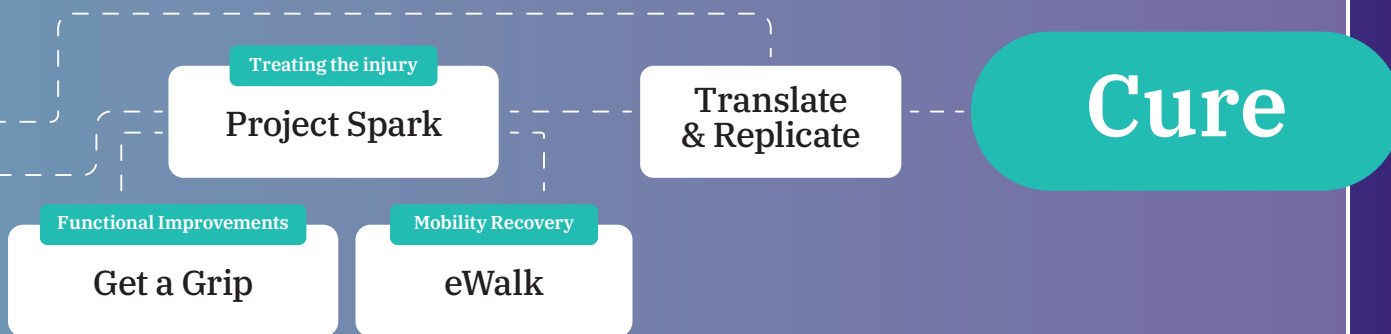 Treating the injury
Project Spark
Translate
& Replicate
Cure
Functional Improvements
Get a Grip
Mobility Recovery
eWalk